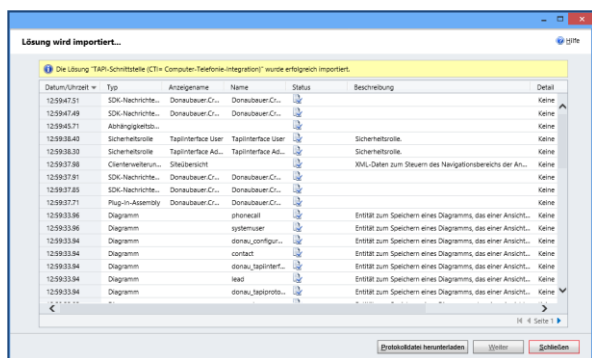 Lösung wird importiert...
Hilfe
Die Lösung "TAPI-Schnittstelle (CTI= Computer-Telefonie-Integration)" wurde erfolgreich importiert.
Datum/Uhrzeit Typ Anzeigename Name Status Beschreibung Detail
12:59:47.51 SDK-Nachrichte... Donaubauer.Cr... Donaubauer.Cr... Keine
12:59:47.49 SDK-Nachrichte... Donaubauer.Cr... Donaubauer.Cr... Keine
12:59:45.71 Abhängigkeitsb... Keine
12:59:38.40 Sicherheitsrolle TapiInterface User TapiInterface User Sicherheitsrolle. Keine
12:59:38.30 Sicherheitsrolle TapiInterface Ad... TapiInterface Ad... Sicherheitsrolle. Keine
12:59:37.98 Clienterweiterun... Siteübersicht XML-Daten zum Steuern des Navigationsbereichs der An... Keine
12:59:37.91 SDK-Nachrichte... Donaubauer.Cr... Donaubauer.Cr... Keine
12:59:37.85 SDK-Nachrichte... Donaubauer.Cr... Donaubauer.Cr... Keine
12:59:37.71 Plug-In-Assembly Donaubauer.Cr... Donaubauer.Cr... Keine
12:59:33.96 Diagramm phonecall Entität zum Speichern eines Diagramms, das einer Ansicht... Keine
12:59:33.96 Diagramm systemuser Entität zum Speichern eines Diagramms, das einer Ansicht... Keine
12:59:33.94 Diagramm donau_configur... Entität zum Speichern eines Diagramms, das einer Ansicht... Keine
12:59:33.94 Diagramm contact Entität zum Speichern eines Diagramms, das einer Ansicht... Keine
12:59:33.94 Diagramm donau_tapiinterf... Entität zum Speichern eines Diagramms, das einer Ansicht... Keine
12:59:33.94 Diagramm lead Entität zum Speichern eines Diagramms, das einer Ansicht... Keine
12:59:33.94 Diagramm donau_tapiproto... Entität zum Speichern eines Diagramms, das einer Ansicht... Keine
Seite 1
Protokolldatei herunterladen Weiter Schließen